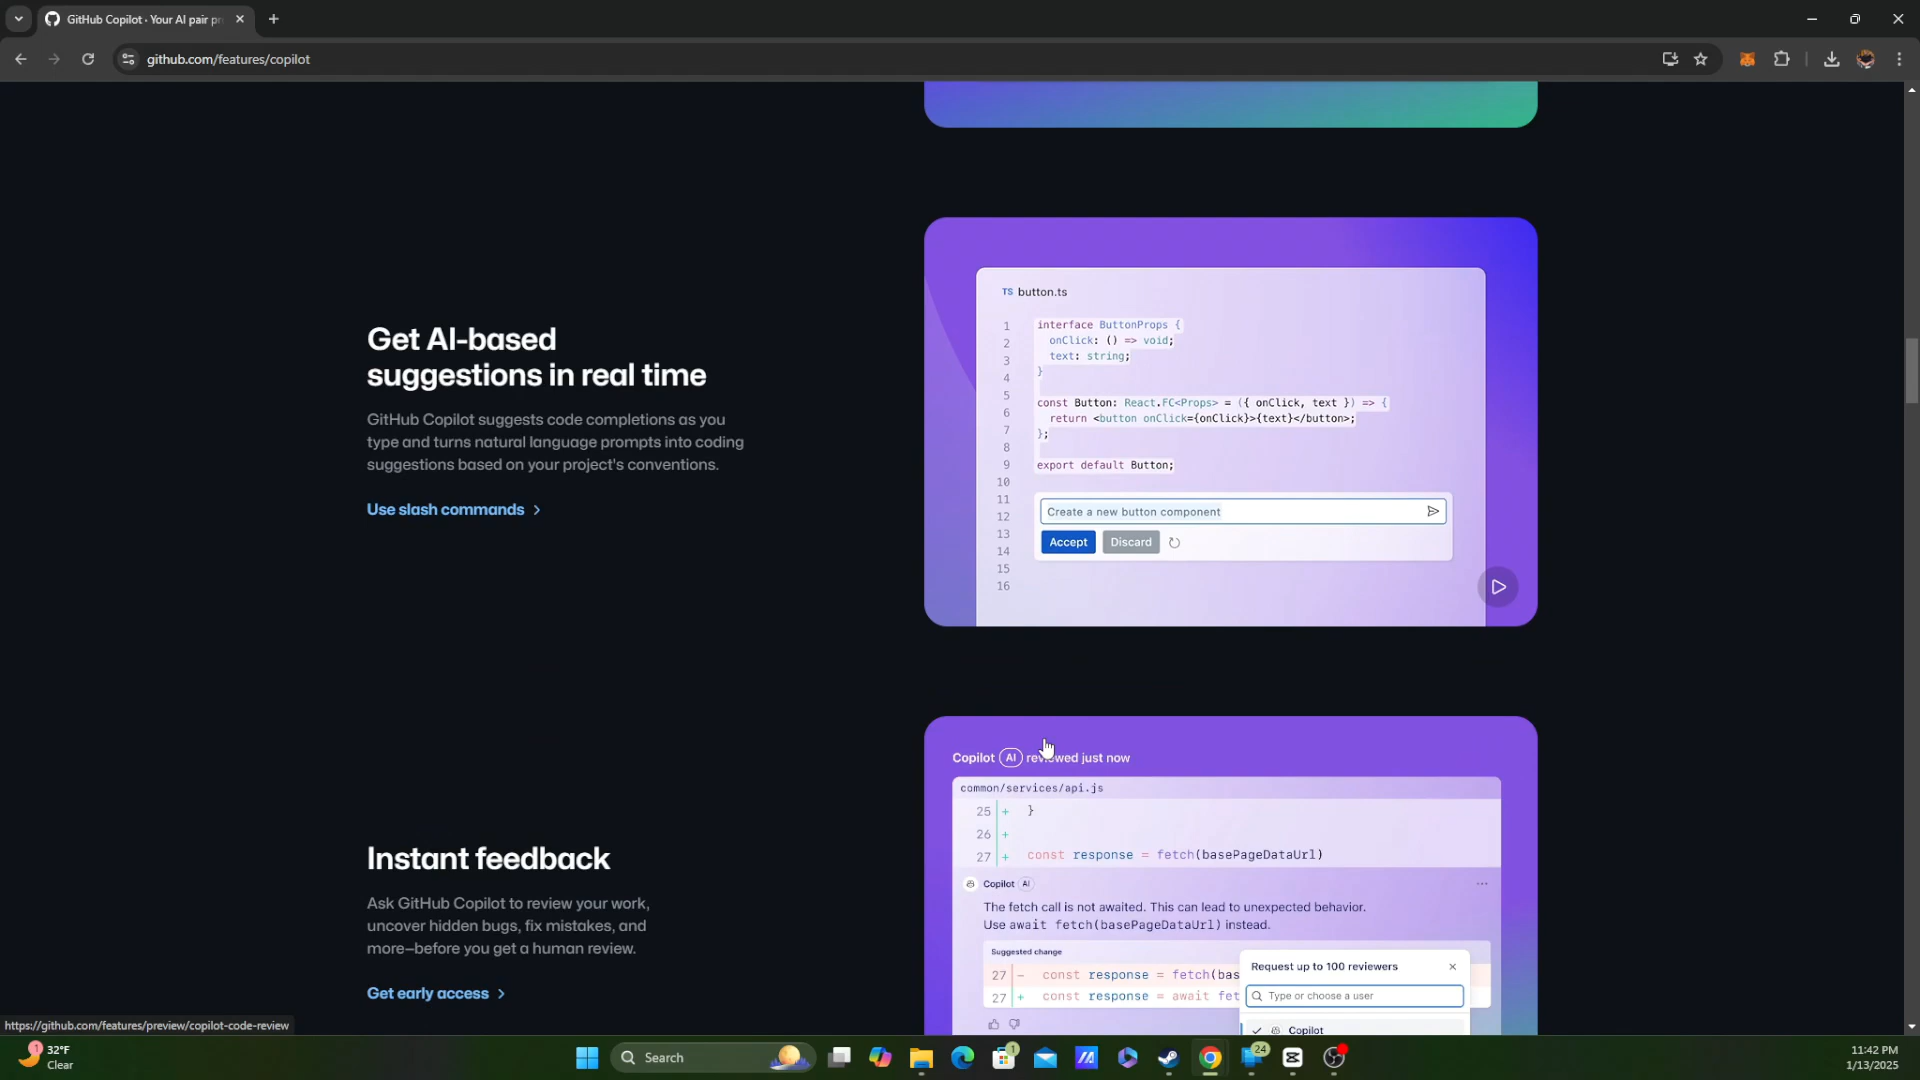 GitHub Copilot · Your AI pair pr
github.com/features/copilot
Get AI-based
suggestions in real time
GitHub Copilot suggests code completions as you
type and turns natural language prompts into coding
suggestions based on your project's conventions.
Use slash commands
TS button.ts
1 interface ButtonProps {
2 onClick: () => void;
3 text: string;
4 }
5
6 const Button: React.FC<Props> = ({ onClick, text }) => {
7 return <button onClick={onClick}>{text}</button>;
8 };
9 export default Button;
10
11
12 Create a new button component
13
14 Accept Discard
15
16
Instant feedback
Ask GitHub Copilot to review your work,
uncover hidden bugs, fix mistakes, and
more—before you get a human review.
Get early access
Copilot AI reviewed just now
common/services/api.js
25 + }
26 +
27 + const response = fetch(basePageDataUrl)
Copilot AI
The fetch call is not awaited. This can lead to unexpected behavior.
Use await fetch(basePageDataUrl) instead.
Suggested change
27 - const response = fetch(bas
27 + const response = await fet
Request up to 100 reviewers
Type or choose a user
Copilot
https://github.com/features/preview/copilot-code-review
1
32°F
Clear
Search
1
24
11:42 PM
1/13/2025